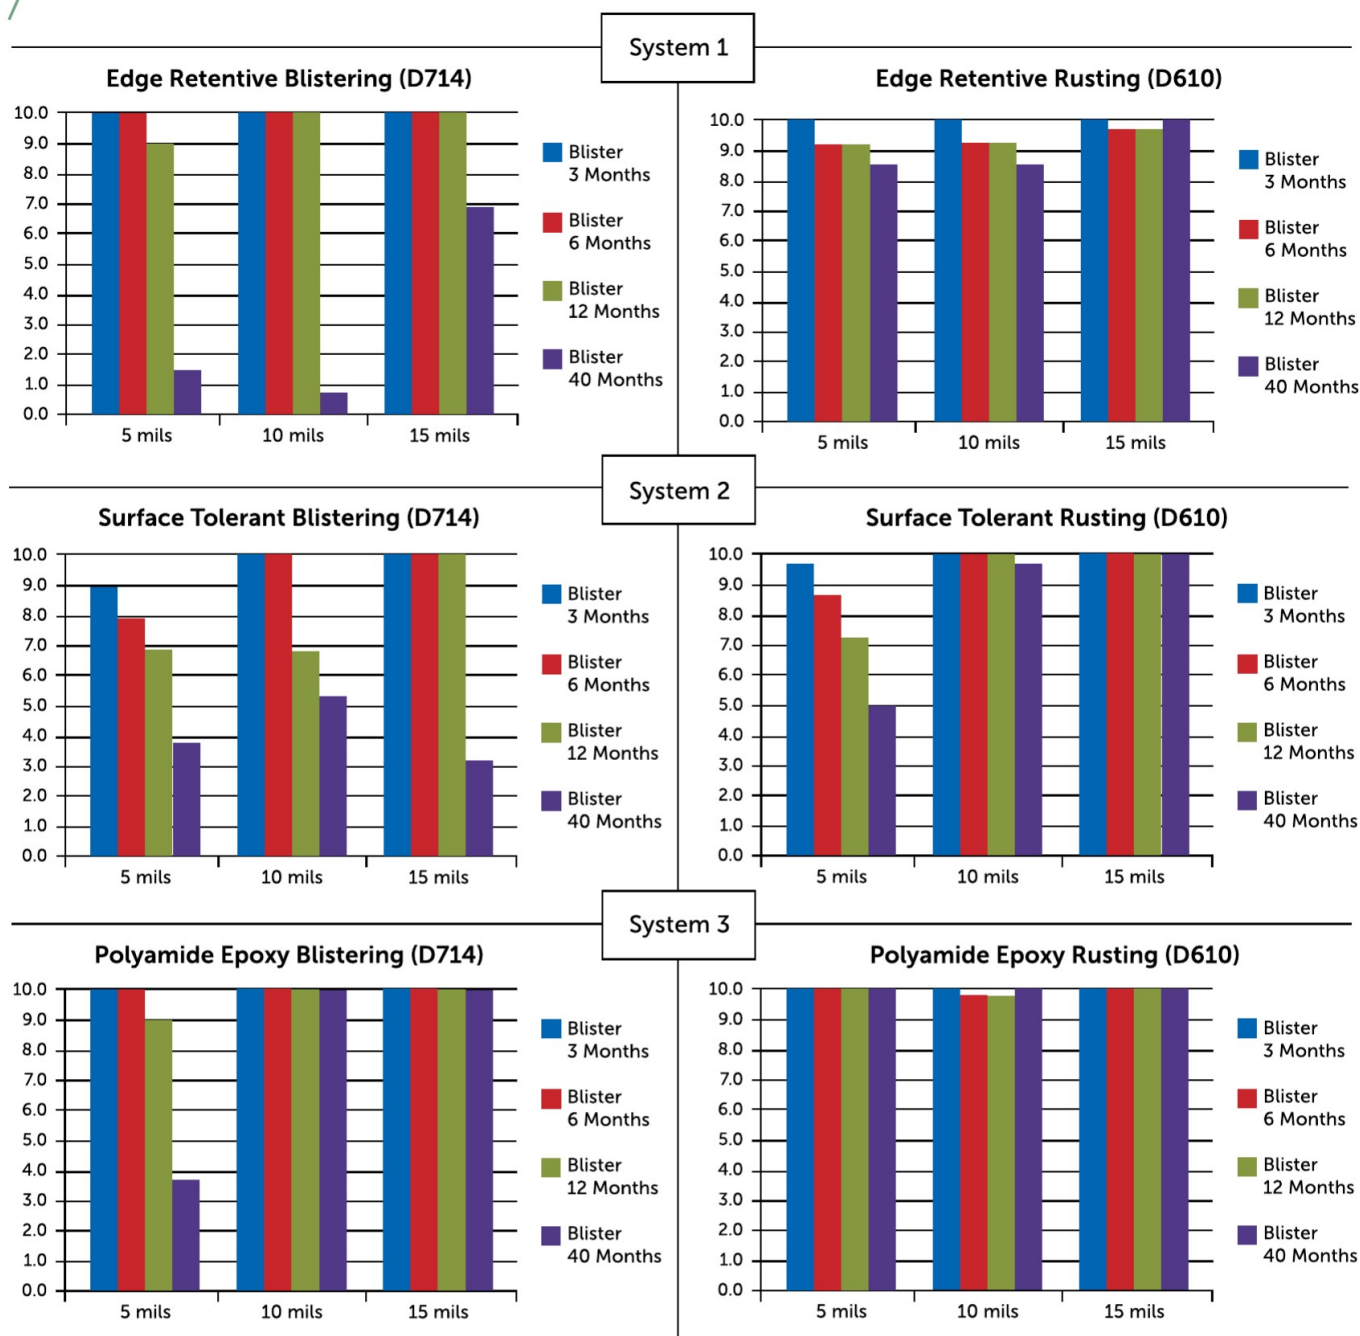 System 1
Edge Retentive Blistering (D714)
10.0
9.0
8.0
7.0
6.0
5.0
4.0
3.0
2.0
1.0
0.0
5 mils
10 mils
15 mils
Blister
3 Months
Blister
6 Months
Blister
12 Months
Blister
40 Months
Edge Retentive Rusting (D610)
10.0
9.0
8.0
7.0
6.0
5.0
4.0
3.0
2.0
1.0
0.0
5 mils
10 mils
15 mils
Blister
3 Months
Blister
6 Months
Blister
12 Months
Blister
40 Months
System 2
Surface Tolerant Blistering (D714)
10.0
9.0
8.0
7.0
6.0
5.0
4.0
3.0
2.0
1.0
0.0
5 mils
10 mils
15 mils
Blister
3 Months
Blister
6 Months
Blister
12 Months
Blister
40 Months
Surface Tolerant Rusting (D610)
10.0
9.0
8.0
7.0
6.0
5.0
4.0
3.0
2.0
1.0
0.0
5 mils
10 mils
15 mils
Blister
3 Months
Blister
6 Months
Blister
12 Months
Blister
40 Months
System 3
Polyamide Epoxy Blistering (D714)
10.0
9.0
8.0
7.0
6.0
5.0
4.0
3.0
2.0
1.0
0.0
5 mils
10 mils
15 mils
Blister
3 Months
Blister
6 Months
Blister
12 Months
Blister
40 Months
Polyamide Epoxy Rusting (D610)
10.0
9.0
8.0
7.0
6.0
5.0
4.0
3.0
2.0
1.0
0.0
5 mils
10 mils
15 mils
Blister
3 Months
Blister
6 Months
Blister
12 Months
Blister
40 Months